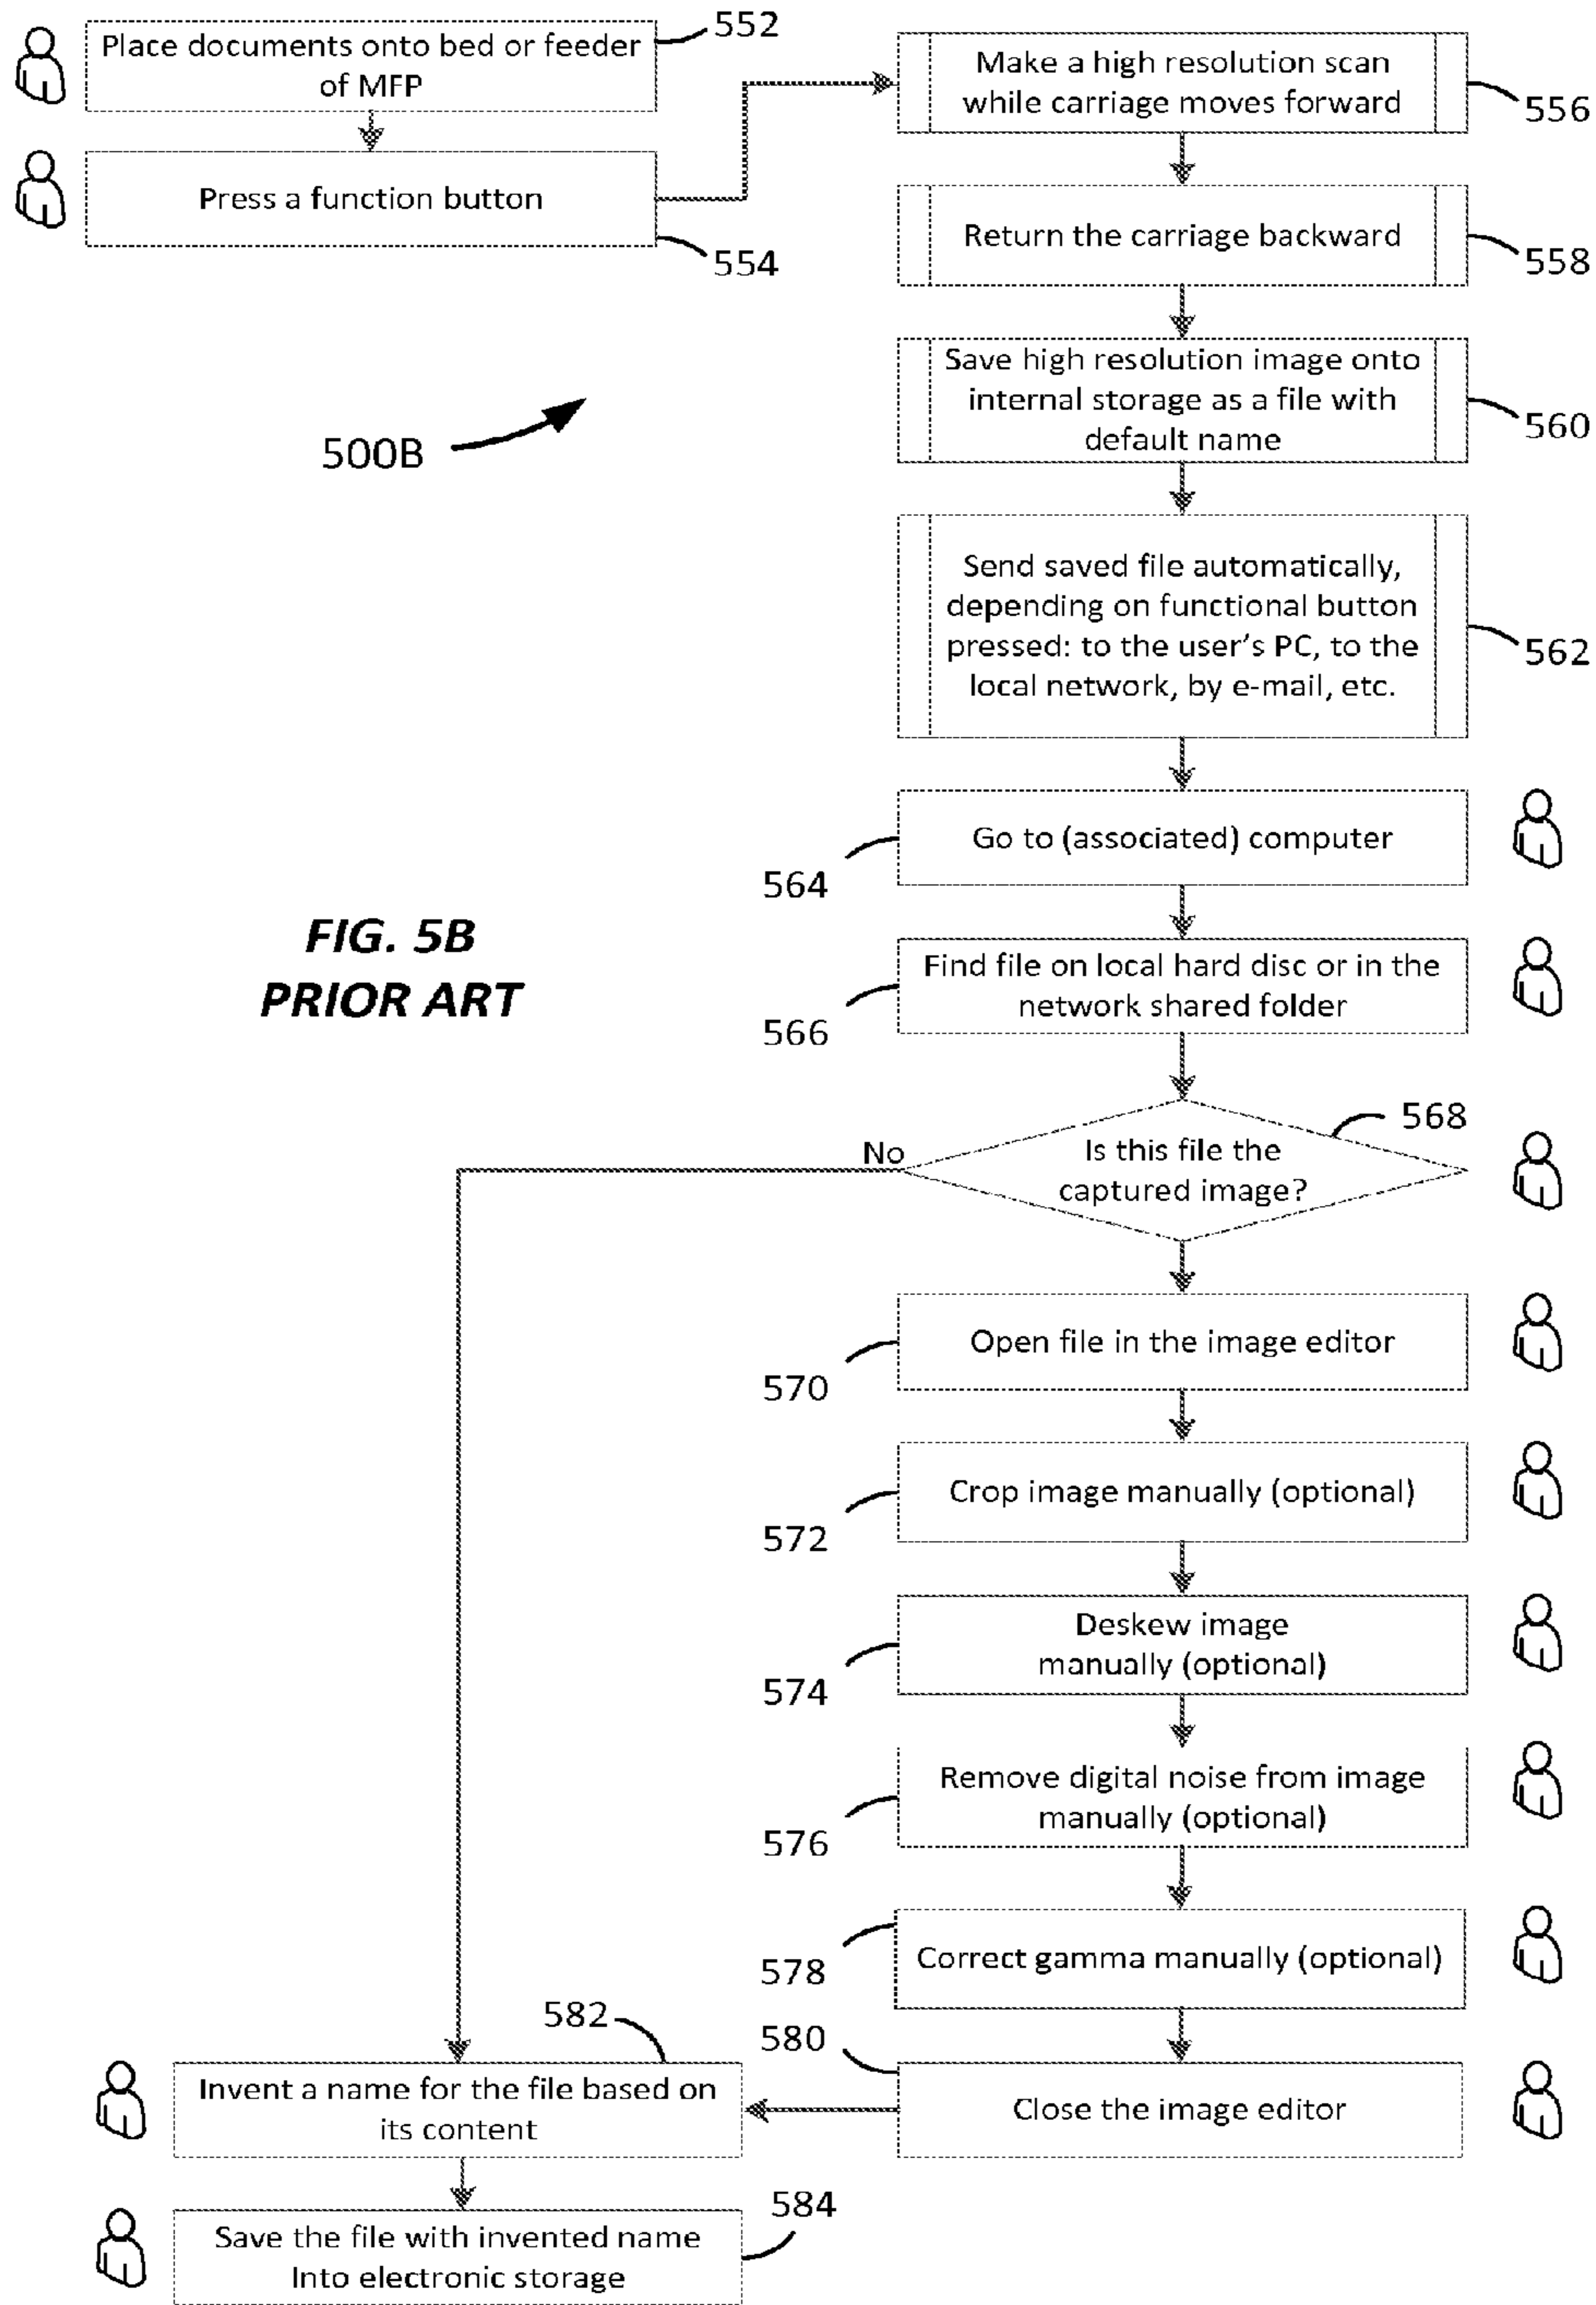 552
Place documents onto bed or feeder
of MFP
Press a function button
554
Make a high resolution scan
while carriage moves forward
556
Return the carriage backward
558
Save high resolution image onto
internal storage as a file with
default name
560
500B
Send saved file automatically,
depending on functional button
pressed: to the user's PC, to the
local network, by e-mail, etc.
562
Go to (associated) computer
564
FIG. 5B
PRIOR ART
Find file on local hard disc or in the
network shared folder
566
568
No
Is this file the
captured image?
Open file in the image editor
570
Crop image manually (optional)
572
Deskew image
manually (optional)
574
Remove digital noise from image
manually (optional)
576
Correct gamma manually (optional)
578
580
Close the image editor
582
Invent a name for the file based on
its content
584
Save the file with invented name
Into electronic storage